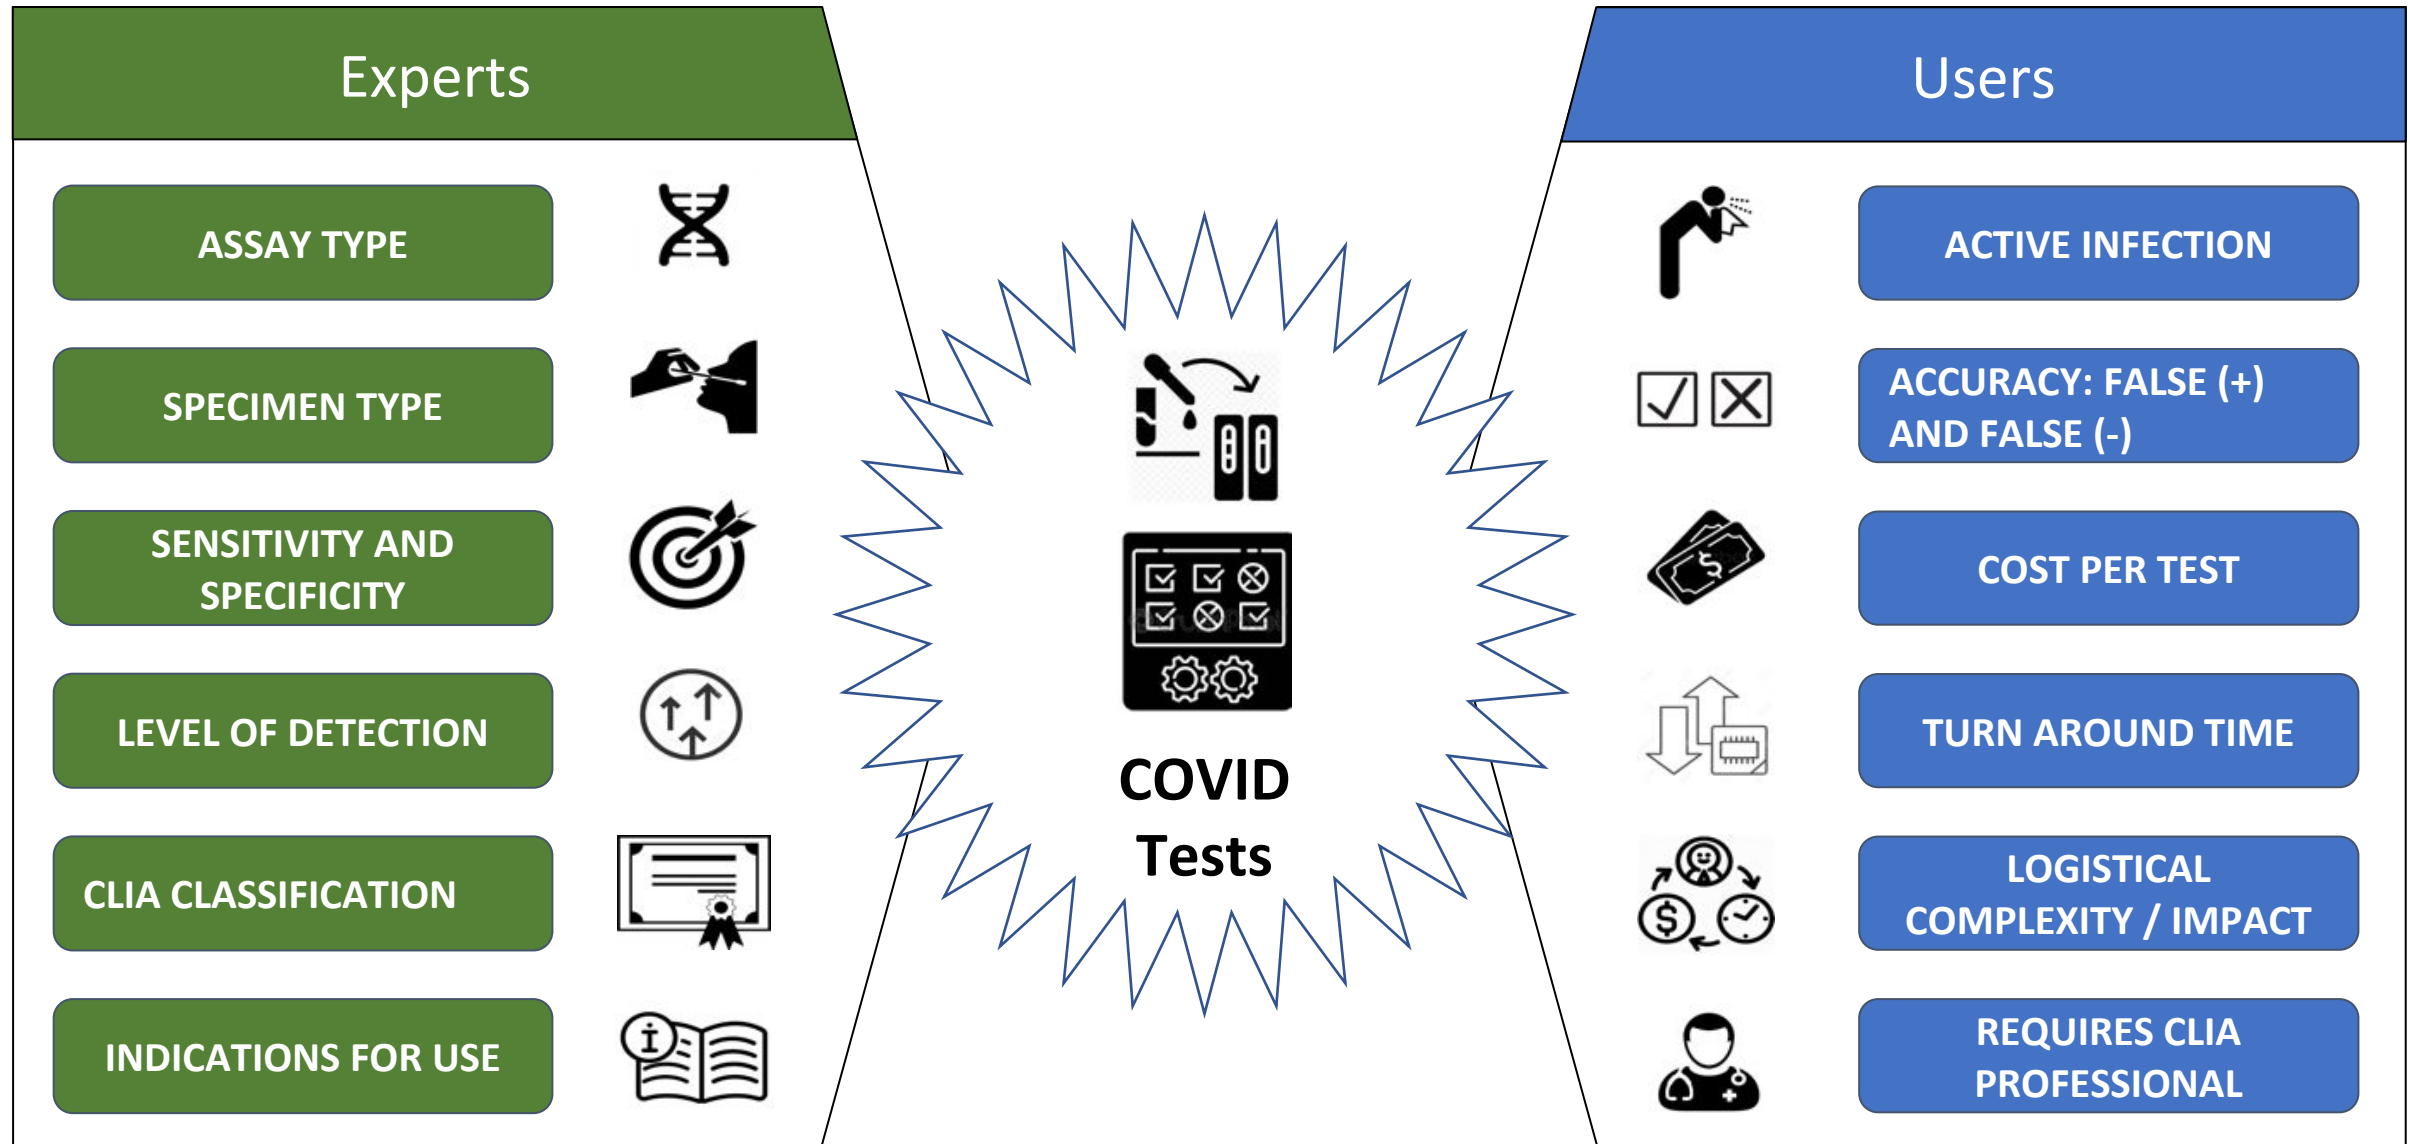 Experts
Users
ASSAY TYPE
SPECIMEN TYPE
SENSITIVITY AND
SPECIFICITY
LEVEL OF DETECTION
CLIA CLASSIFICATION
INDICATIONS FOR USE
COVID
Tests
ACTIVE INFECTION
ACCURACY: FALSE (+)
AND FALSE (-)
COST PER TEST
TURN AROUND TIME
LOGISTICAL
COMPLEXITY / IMPACT
REQUIRES CLIA
PROFESSIONAL